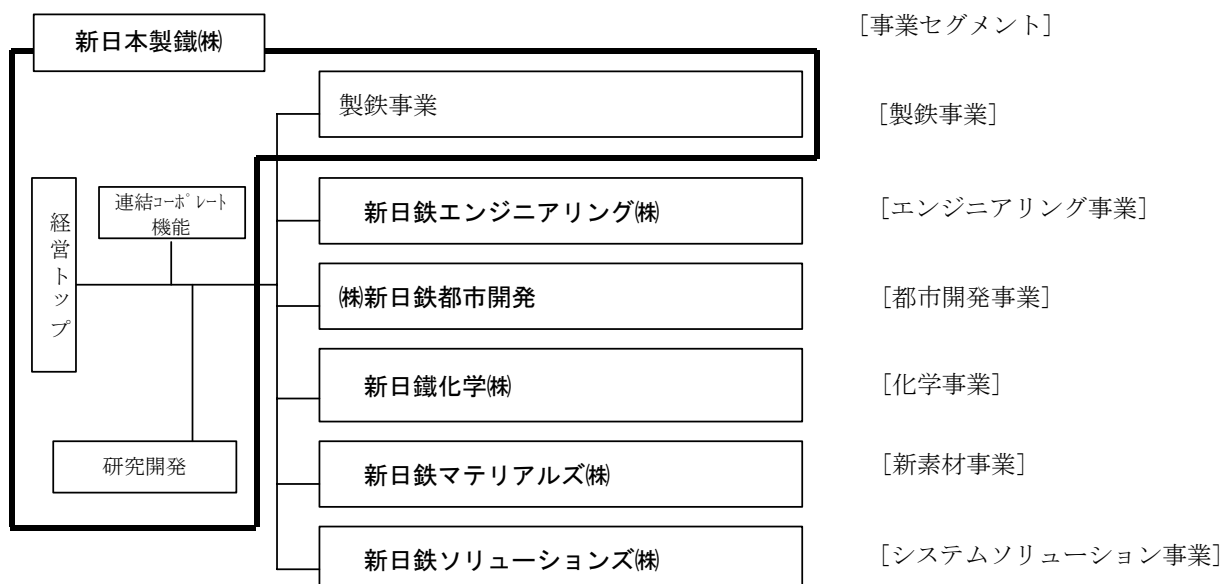 新日本製鐵㈱
[事業セグメント]
製鉄事業
[製鉄事業]
経営トップ
連結ｺｰﾎﾟﾚｰﾄ
機能
新日鉄エンジニアリング㈱
[エンジニアリング事業]
㈱新日鉄都市開発
[都市開発事業]
新日鐵化学㈱
[化学事業]
研究開発
新日鉄マテリアルズ㈱
[新素材事業]
新日鉄ソリューションズ㈱
[システムソリューション事業]